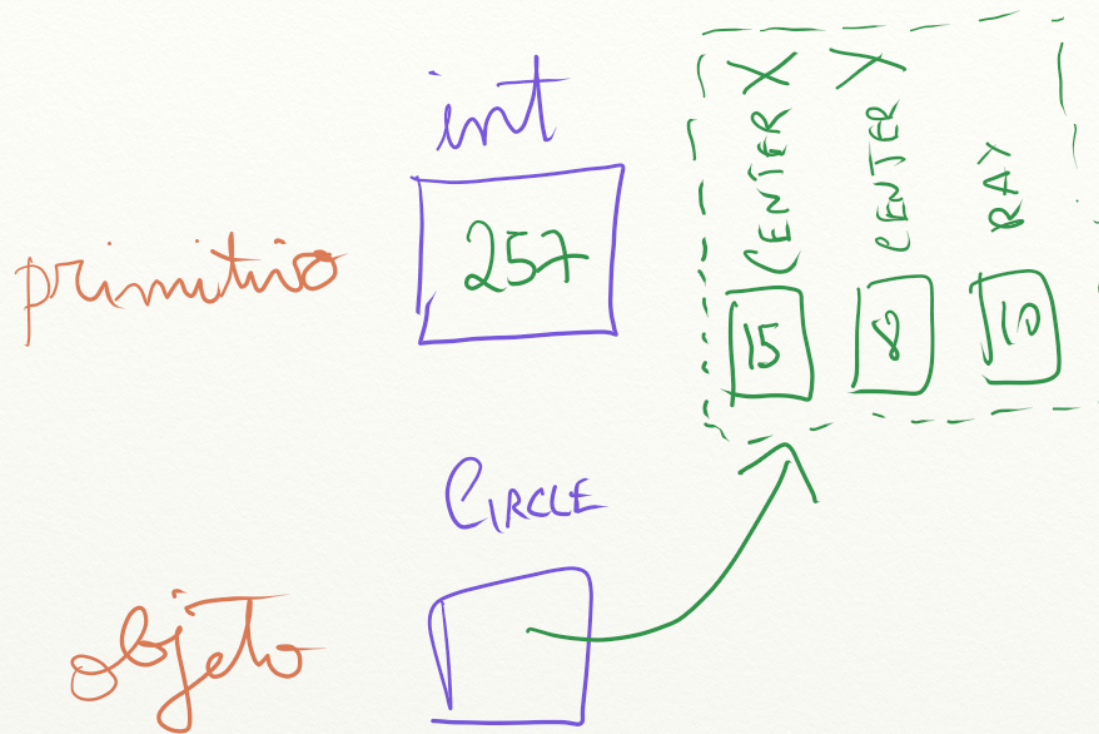 int
primitivo
257
CENTER X
15
CENTER Y
8
RAY
10
CIRCLE
objeto